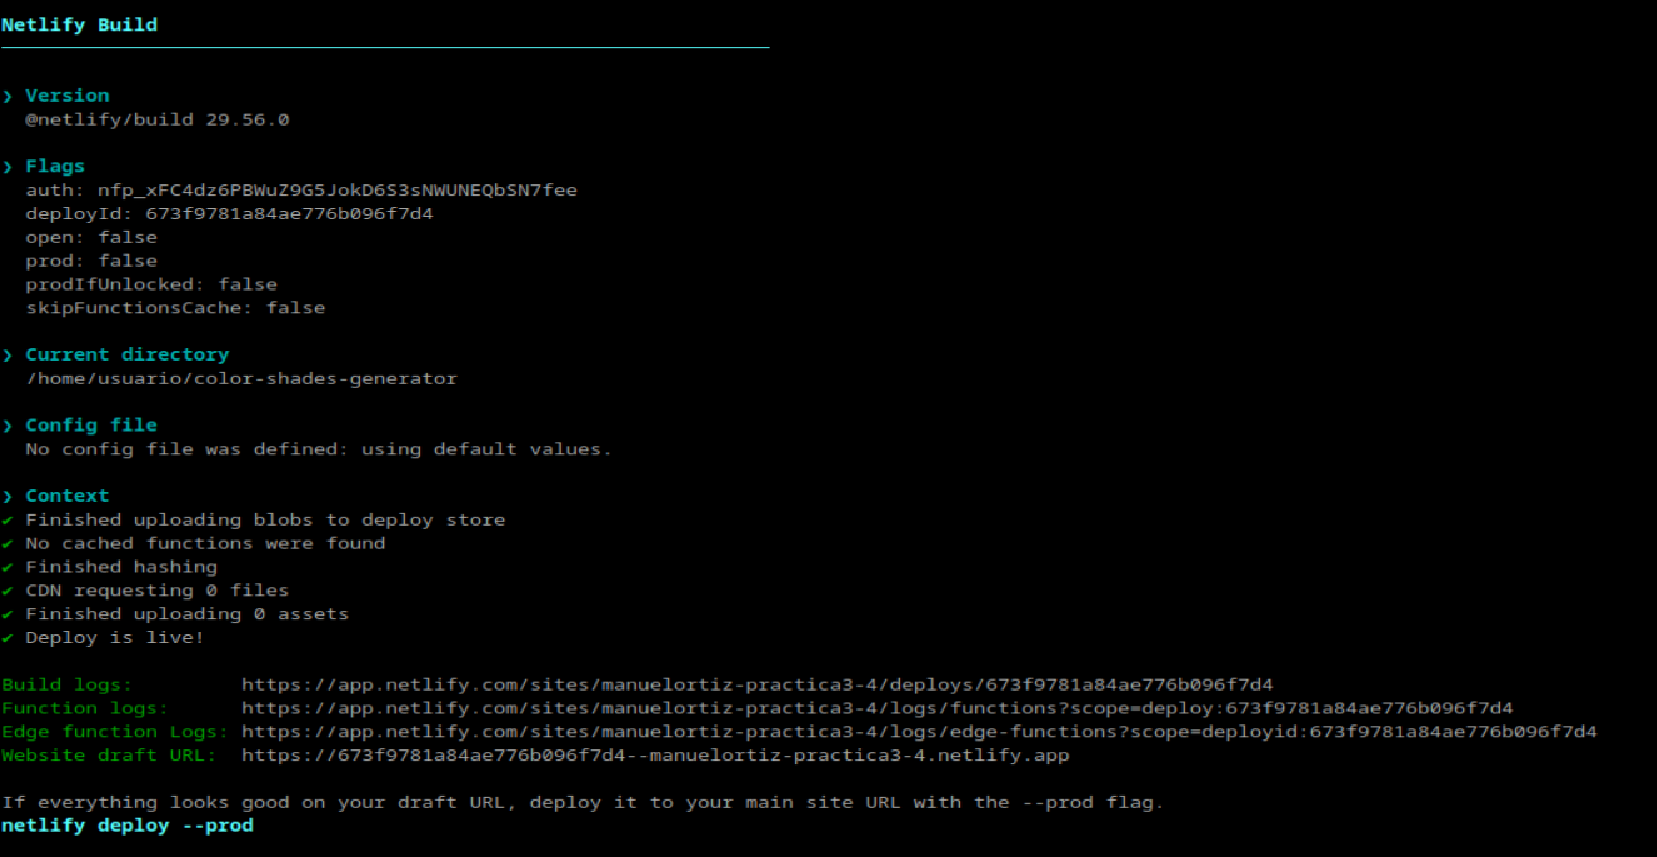 Netlify Build
❯ Version
@netlify/build 29.56.0
❯ Flags
auth: nfp_xFC4dz6PBWuZ9G5JokD6S3sNWUNEQbSN7fee
deployId: 673f9781a84ae776b096f7d4
open: false
prod: false
prodIfUnlocked: false
skipFunctionsCache: false
❯ Current directory
/home/usuario/color-shades-generator
❯ Config file
No config file was defined: using default values.
❯ Context
✔ Finished uploading blobs to deploy store
✔ No cached functions were found
✔ Finished hashing
✔ CDN requesting 0 files
✔ Finished uploading 0 assets
✔ Deploy is live!
Build logs: https://app.netlify.com/sites/manuelortiz-practica3-4/deploys/673f9781a84ae776b096f7d4
Function logs: https://app.netlify.com/sites/manuelortiz-practica3-4/logs/functions?scope=deploy:673f9781a84ae776b096f7d4
Edge function Logs: https://app.netlify.com/sites/manuelortiz-practica3-4/logs/edge-functions?scope=deployid:673f9781a84ae776b096f7d4
Website draft URL: https://673f9781a84ae776b096f7d4--manuelortiz-practica3-4.netlify.app
If everything looks good on your draft URL, deploy it to your main site URL with the --prod flag.
netlify deploy --prod